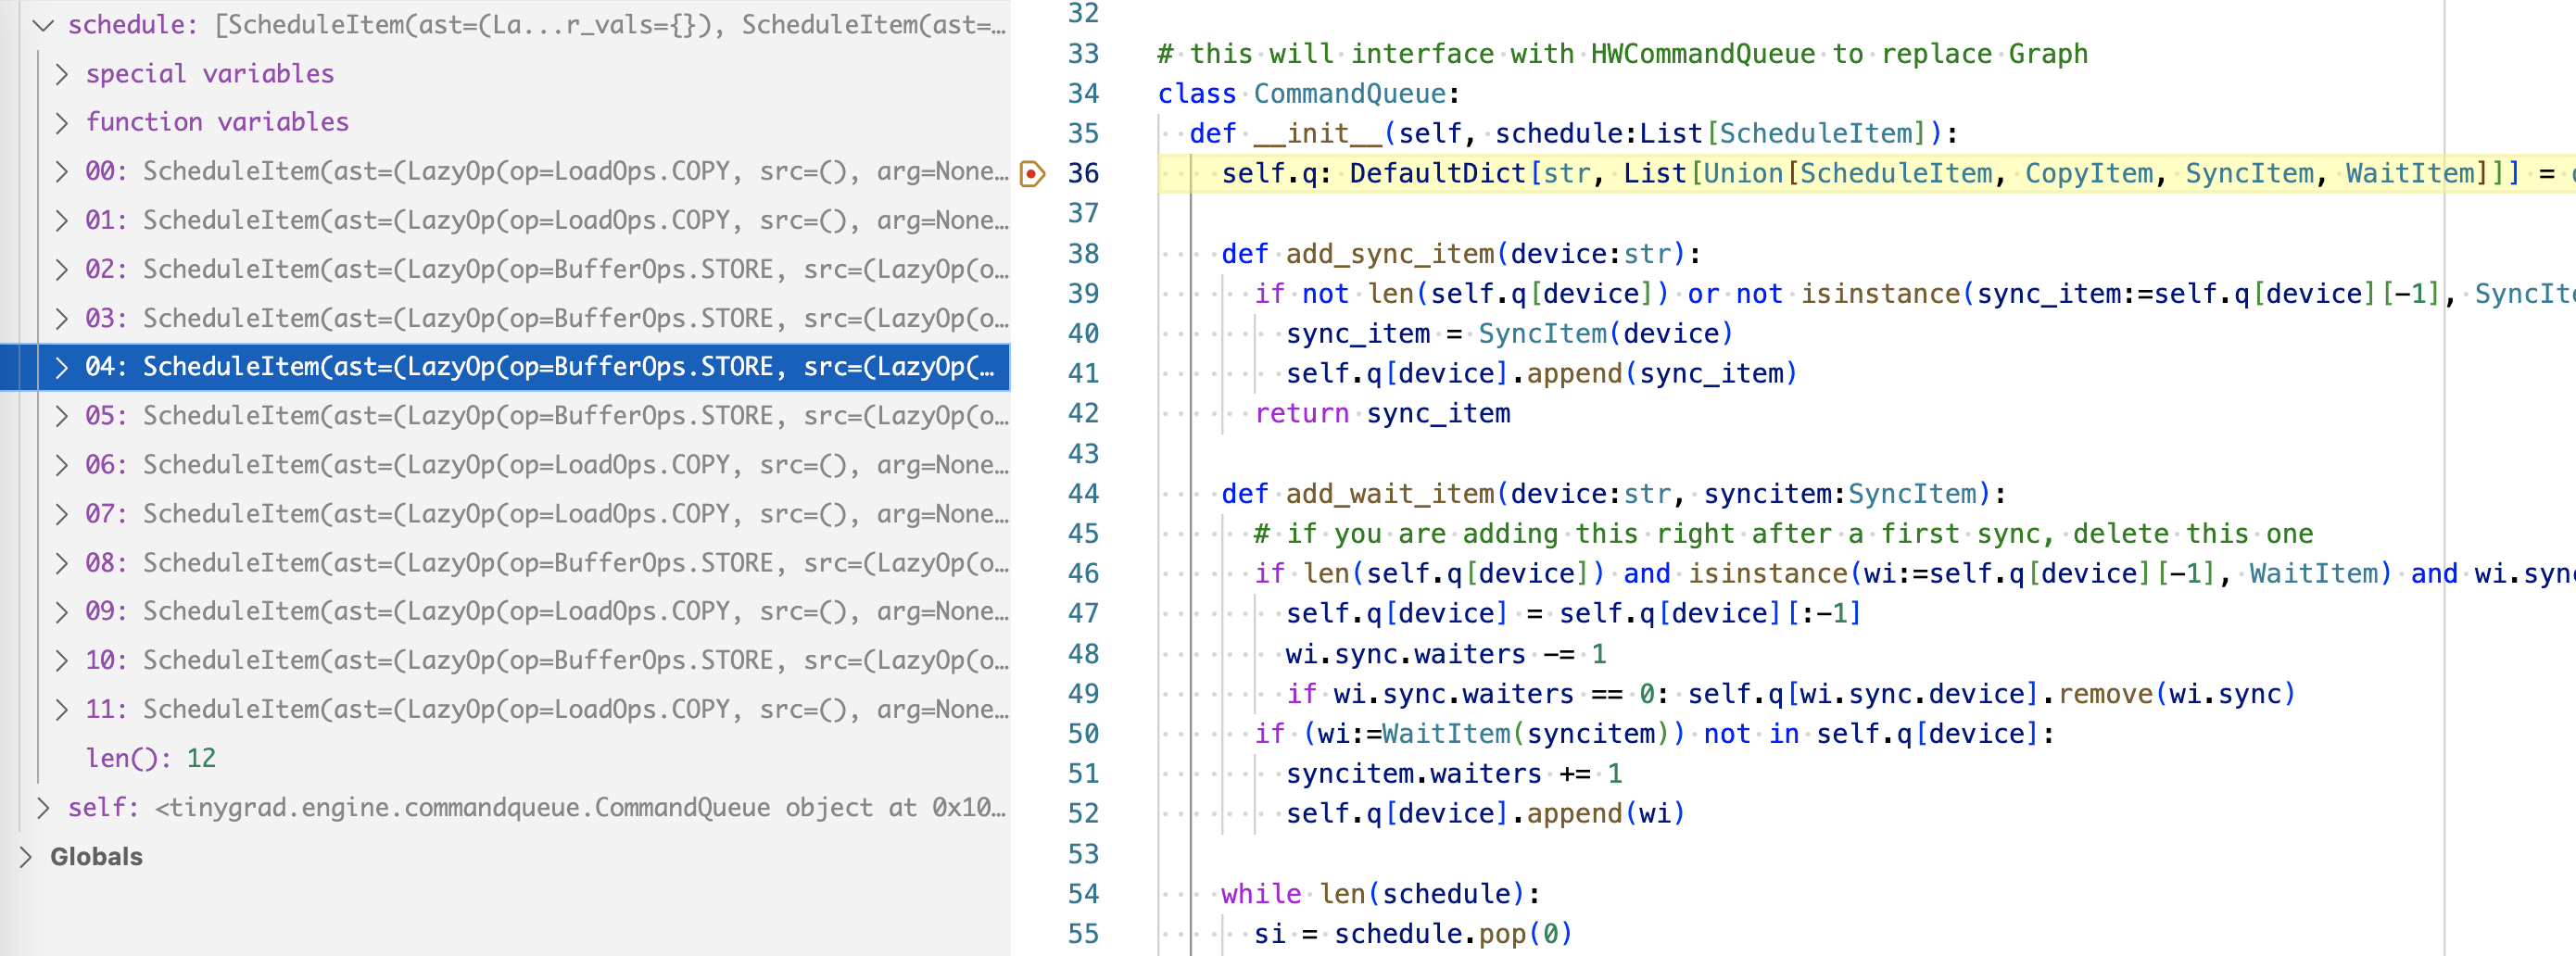 schedule: [ScheduleItem(ast=(La...r_vals={}), ScheduleItem(ast=…
special variables
function variables
00: ScheduleItem(ast=(LazyOp(op=LoadOps.COPY, src=(), arg=None…
01: ScheduleItem(ast=(LazyOp(op=LoadOps.COPY, src=(), arg=None…
02: ScheduleItem(ast=(LazyOp(op=BufferOps.STORE, src=(LazyOp(o…
03: ScheduleItem(ast=(LazyOp(op=BufferOps.STORE, src=(LazyOp(o…
04: ScheduleItem(ast=(LazyOp(op=BufferOps.STORE, src=(LazyOp(…
05: ScheduleItem(ast=(LazyOp(op=BufferOps.STORE, src=(LazyOp(o…
06: ScheduleItem(ast=(LazyOp(op=LoadOps.COPY, src=(), arg=None…
07: ScheduleItem(ast=(LazyOp(op=LoadOps.COPY, src=(), arg=None…
08: ScheduleItem(ast=(LazyOp(op=BufferOps.STORE, src=(LazyOp(o…
09: ScheduleItem(ast=(LazyOp(op=LoadOps.COPY, src=(), arg=None…
10: ScheduleItem(ast=(LazyOp(op=BufferOps.STORE, src=(LazyOp(o…
11: ScheduleItem(ast=(LazyOp(op=LoadOps.COPY, src=(), arg=None…
len(): 12
self: <tinygrad.engine.commandqueue.CommandQueue object at 0x10…
Globals
32
33 # this will interface with HWCommandQueue to replace Graph
34 class CommandQueue:
35   def __init__(self, schedule:List[ScheduleItem]):
36     self.q: DefaultDict[str, List[Union[ScheduleItem, CopyItem, SyncItem, WaitItem]]] =
37
38     def add_sync_item(device:str):
39       if not len(self.q[device]) or not isinstance(sync_item:=self.q[device][-1], SyncIt
40         sync_item = SyncItem(device)
41         self.q[device].append(sync_item)
42       return sync_item
43
44     def add_wait_item(device:str, syncitem:SyncItem):
45       # if you are adding this right after a first sync, delete this one
46       if len(self.q[device]) and isinstance(wi:=self.q[device][-1], WaitItem) and wi.syn
47         self.q[device] = self.q[device][:-1]
48         wi.sync.waiters -= 1
49         if wi.sync.waiters == 0: self.q[wi.sync.device].remove(wi.sync)
50       if (wi:=WaitItem(syncitem)) not in self.q[device]:
51         syncitem.waiters += 1
52         self.q[device].append(wi)
53
54     while len(schedule):
55       si = schedule.pop(0)